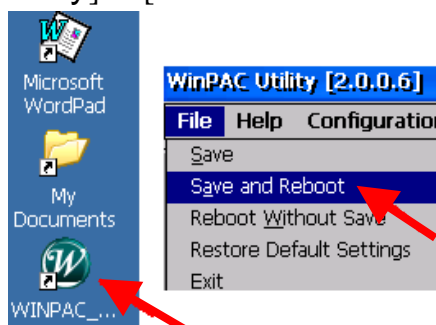 Microsoft
WordPad
My
Documents
WINPAC_...
WinPAC Utility [2.0.0.6]
File Help Configuration
Save
Save and Reboot
Reboot Without Save
Restore Default Settings
Exit